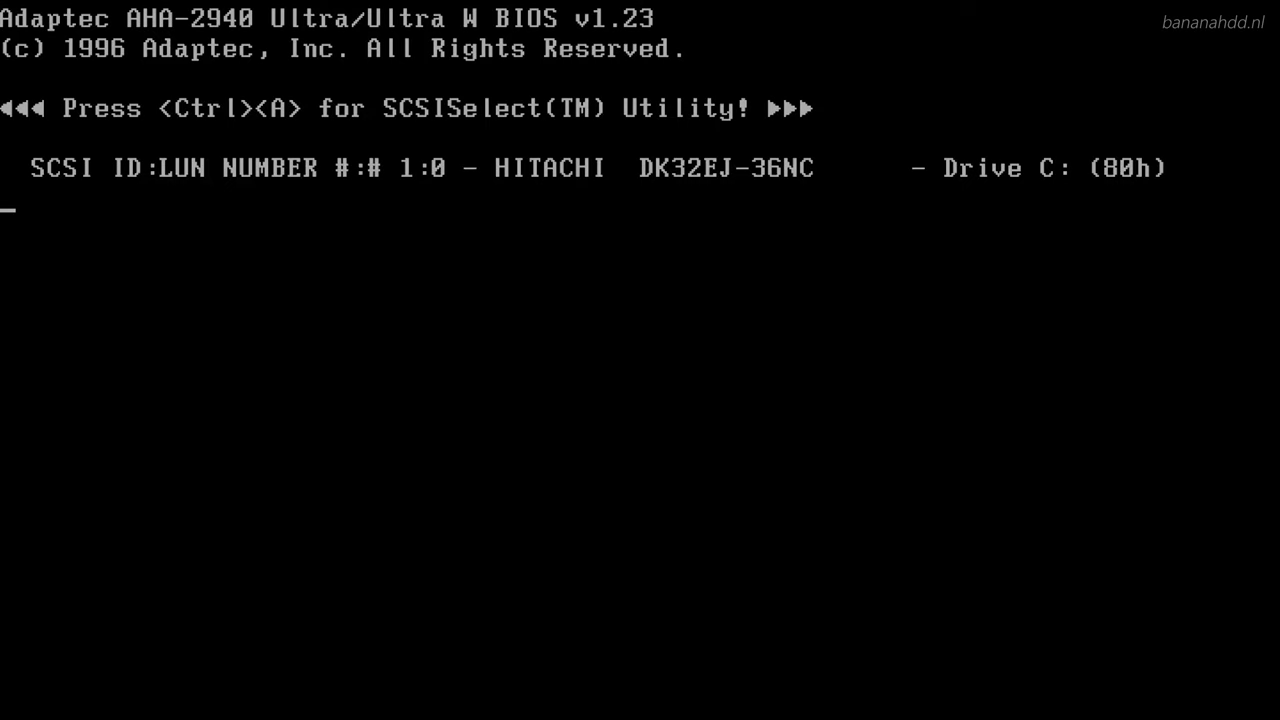 Adaptec AHA-2940 Ultra/Ultra W BIOS v1.23
bananahdd.nl
(c) 1996 Adaptec, Inc. All Rights Reserved.
◄◄◄ Press <Ctrl><A> for SCSISelect(TM) Utility! ►►►
SCSI ID:LUN NUMBER #:# 1:0 - HITACHI DK32EJ-36NC - Drive C: (80h)
_